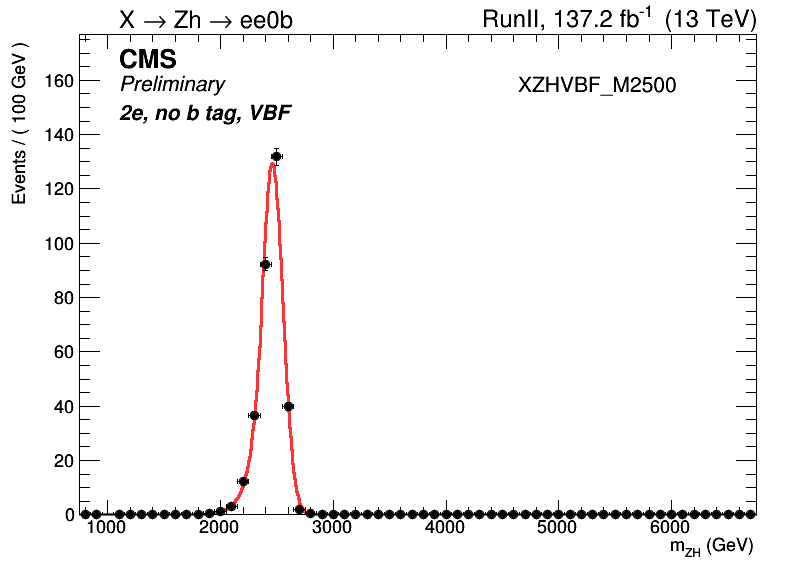 X → Zh → ee0b
RunII, 137.2 fb⁻¹ (13 TeV)
CMS
Preliminary
2e, no b tag, VBF
XZHVBF_M2500
Events / ( 100 GeV )
160
140
120
100
80
60
40
20
0
1000 2000 3000 4000 5000 6000
m_ZH (GeV)